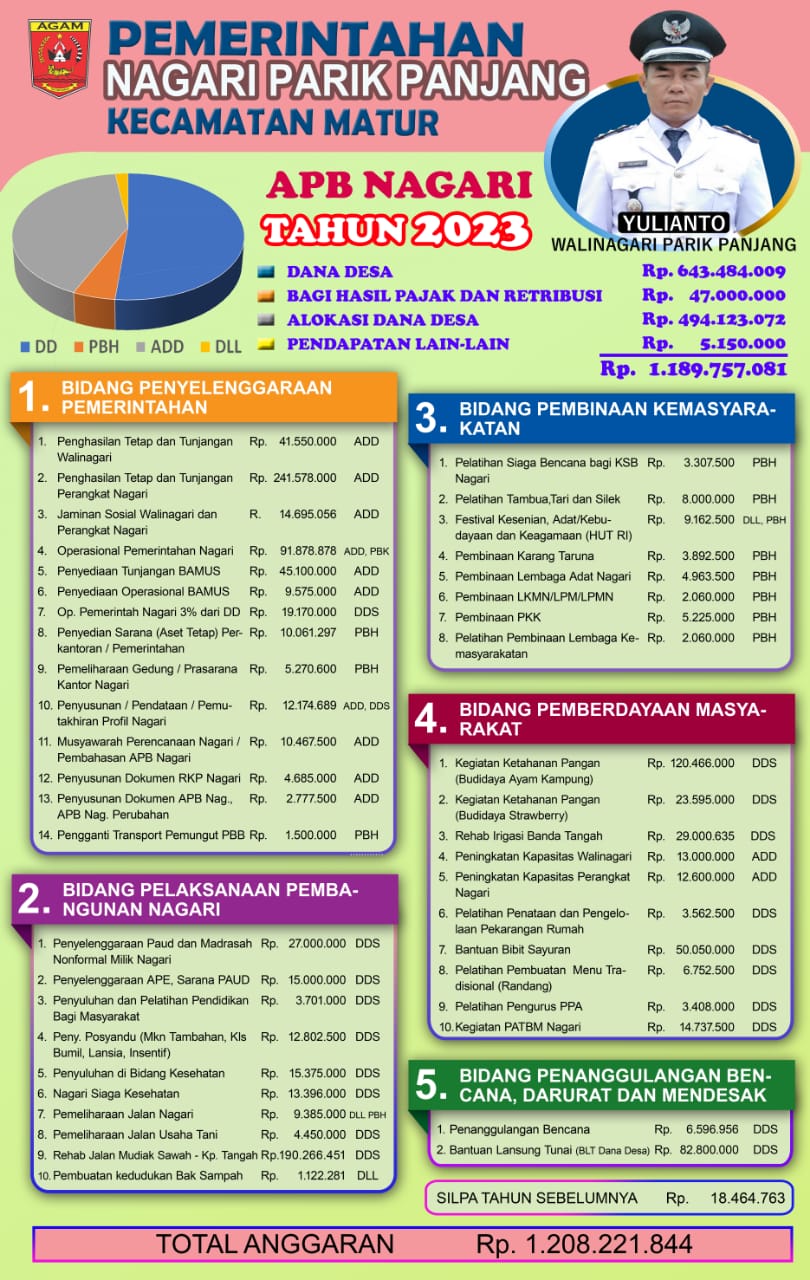 AGAM
PEMERINTAHAN
NAGARI PARIK PANJANG
KECAMATAN MATUR
YULIANTO
WALINAGARI PARIK PANJANG
APB NAGARI
TAHUN 2023
DD PBH ADD DLL
DANA DESA Rp. 643.484.009
BAGI HASIL PAJAK DAN RETRIBUSI Rp. 47.000.000
ALOKASI DANA DESA Rp. 494.123.072
PENDAPATAN LAIN-LAIN Rp. 5.150.000
Rp. 1.189.757.081
1. BIDANG PENYELENGGARAAN
PEMERINTAHAN
1. Penghasilan Tetap dan Tunjangan Rp. 41.550.000 ADD
Walinagari
2. Penghasilan Tetap dan Tunjangan Rp. 241.578.000 ADD
Perangkat Nagari
3. Jaminan Sosial Walinagari dan R. 14.695.056 ADD
Perangkat Nagari
4. Operasional Pemerintahan Nagari Rp. 91.878.878 ADD, PBK
5. Penyediaan Tunjangan BAMUS Rp. 45.100.000 ADD
6. Penyediaan Operasional BAMUS Rp. 9.575.000 ADD
7. Op. Pemerintah Nagari 3% dari DD Rp. 19.170.000 DDS
8. Penyedian Sarana (Aset Tetap) Per- Rp. 10.061.297 PBH
kantoran / Pemerintahan
9. Pemeliharaan Gedung / Prasarana Rp. 5.270.600 PBH
Kantor Nagari
10. Penyusunan / Pendataan / Pemu- Rp. 12.174.689 ADD, DDS
takhiran Profil Nagari
11. Musyawarah Perencanaan Nagari / Rp. 10.467.500 ADD
Pembahasan APB Nagari
12. Penyusunan Dokumen RKP Nagari Rp. 4.685.000 ADD
13. Penyusunan Dokumen APB Nag., Rp. 2.777.500 ADD
APB Nag. Perubahan
14. Pengganti Transport Pemungut PBB Rp. 1.500.000 PBH
2. BIDANG PELAKSANAAN PEMBA-
NGUNAN NAGARI
1. Penyelenggaraan Paud dan Madrasah Rp. 27.000.000 DDS
Nonformal Milik Nagari
2. Penyelenggaraan APE, Sarana PAUD Rp. 15.000.000 DDS
3. Penyuluhan dan Pelatihan Pendidikan Rp. 3.701.000 DDS
Bagi Masyarakat
4. Peny. Posyandu (Mkn Tambahan, Kls Rp. 12.802.500 DDS
Bumil, Lansia, Insentif)
5. Penyuluhan di Bidang Kesehatan Rp. 15.375.000 DDS
6. Nagari Siaga Kesehatan Rp. 13.396.000 DDS
7. Pemeliharaan Jalan Nagari Rp. 9.385.000 DLL PBH
8. Pemeliharaan Jalan Usaha Tani Rp. 4.450.000 DDS
9. Rehab Jalan Mudiak Sawah - Kp. Tangah Rp.190.266.451 DDS
10. Pembuatan kedudukan Bak Sampah Rp. 1.122.281 DLL
3. BIDANG PEMBINAAN KEMASYARA-
KATAN
1. Pelatihan Siaga Bencana bagi KSB Rp. 3.307.500 PBH
Nagari
2. Pelatihan Tambua,Tari dan Silek Rp. 8.000.000 PBH
3. Festival Kesenian, Adat/Kebu- Rp. 9.162.500 DLL, PBH
dayaan dan Keagamaan (HUT RI)
4. Pembinaan Karang Taruna Rp. 3.892.500 PBH
5. Pembinaan Lembaga Adat Nagari Rp. 4.963.500 PBH
6. Pembinaan LKMN/LPM/LPMN Rp. 2.060.000 PBH
7. Pembinaan PKK Rp. 5.225.000 PBH
8. Pelatihan Pembinaan Lembaga Ke- Rp. 2.060.000 PBH
masyarakatan
4. BIDANG PEMBERDAYAAN MASYA-
RAKAT
1. Kegiatan Ketahanan Pangan Rp. 120.466.000 DDS
(Budidaya Ayam Kampung)
2. Kegiatan Ketahanan Pangan Rp. 23.595.000 DDS
(Budidaya Strawberry)
3. Rehab Irigasi Banda Tangah Rp. 29.000.635 DDS
4. Peningkatan Kapasitas Walinagari Rp. 13.000.000 ADD
5. Peningkatan Kapasitas Perangkat Rp. 12.600.000 ADD
Nagari
6. Pelatihan Penataan dan Pengelo- Rp. 3.562.500 DDS
laan Pekarangan Rumah
7. Bantuan Bibit Sayuran Rp. 50.050.000 DDS
8. Pelatihan Pembuatan Menu Tra- Rp. 6.752.500 DDS
disional (Randang)
9. Pelatihan Pengurus PPA Rp. 3.408.000 DDS
10. Kegiatan PATBM Nagari Rp. 14.737.500 DDS
5. BIDANG PENANGGULANGAN BEN-
CANA, DARURAT DAN MENDESAK
1. Penanggulangan Bencana Rp. 6.596.956 DDS
2. Bantuan Lansung Tunai (BLT Dana Desa) Rp. 82.800.000 DDS
SILPA TAHUN SEBELUMNYA Rp. 18.464.763
TOTAL ANGGARAN Rp. 1.208.221.844